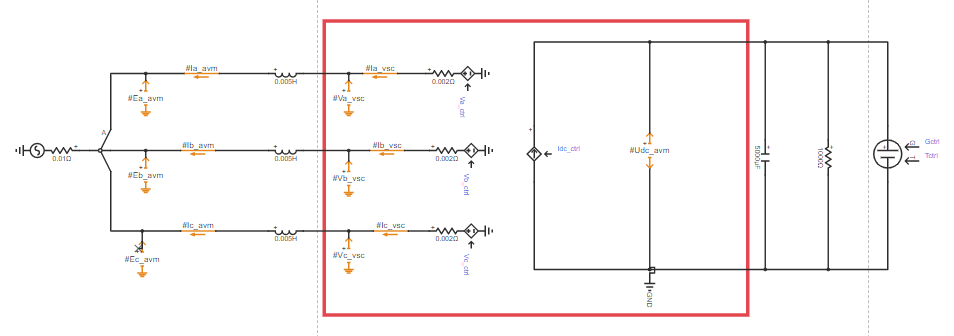 #Ia_avm
#Ia_vsc
0.005H
0.002Ω
#Ea_avm
#Va_vsc
Va_ctrl
A
#Ib_avm
#Ib_vsc
0.01Ω
0.005H
0.002Ω
#Eb_avm
#Vb_vsc
Vb_ctrl
#Ic_avm
#Ic_vsc
0.005H
0.002Ω
#Ec_avm
#Vc_vsc
Vc_ctrl
Idc_ctrl
#Udc_avm
5000µF
1000Ω
G
Gctrl
T
Tctrl
GND